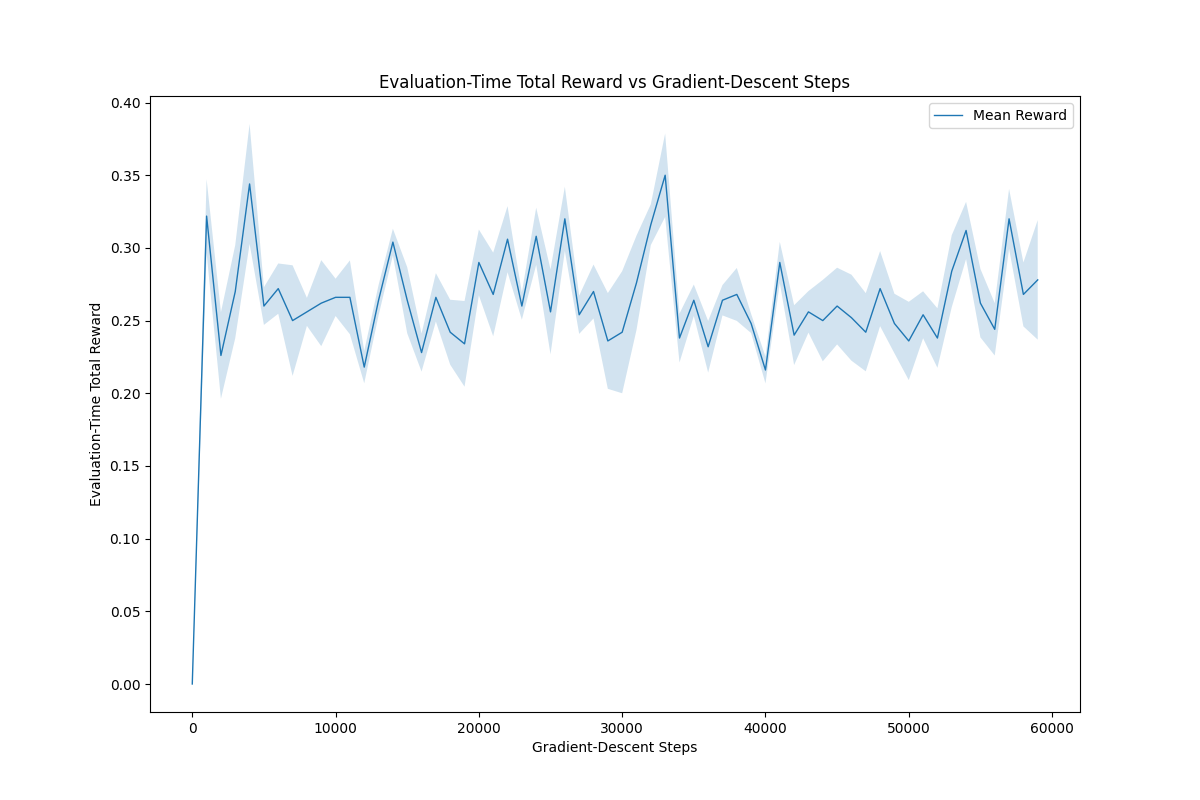 Evaluation-Time Total Reward vs Gradient-Descent Steps
Mean Reward
Evaluation-Time Total Reward
0.40
0.35
0.30
0.25
0.20
0.15
0.10
0.05
0.00
0 10000 20000 30000 40000 50000 60000
Gradient-Descent Steps